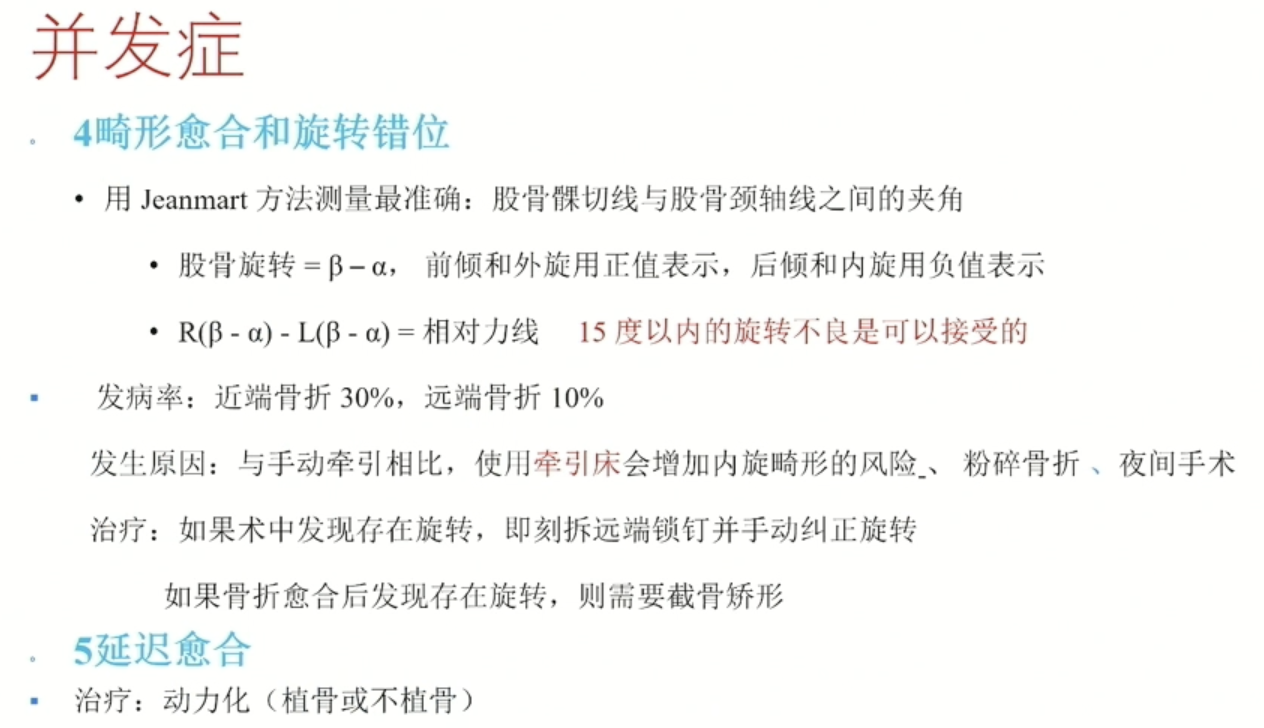 并发症
4畸形愈合和旋转错位
• 用 Jeanmart 方法测量最准确：股骨髁切线与股骨颈轴线之间的夹角
• 股骨旋转 = β – α， 前倾和外旋用正值表示，后倾和内旋用负值表示
• R(β - α) - L(β - α) = 相对力线 15 度以内的旋转不良是可以接受的
▪ 发病率：近端骨折 30%，远端骨折 10%
发生原因：与手动牵引相比，使用牵引床会增加内旋畸形的风险 、 粉碎骨折 、夜间手术
治疗：如果术中发现存在旋转，即刻拆远端锁钉并手动纠正旋转
如果骨折愈合后发现存在旋转，则需要截骨矫形
5延迟愈合
▪ 治疗：动力化（植骨或不植骨）